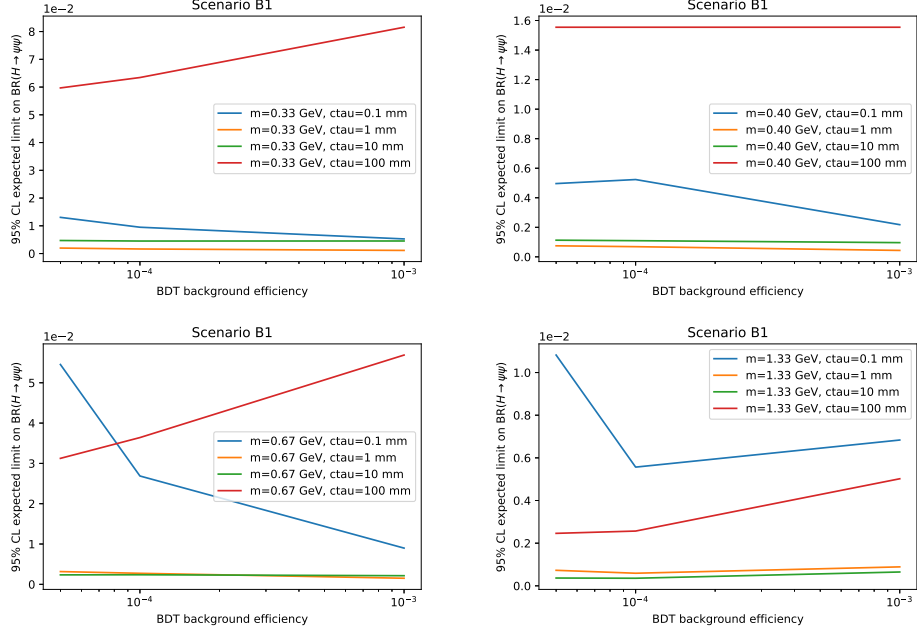 Scenario B1
1e−2
95% CL expected limit on BR(H → ψψ)
8
6
4
2
1
0
m=0.33 GeV, ctau=0.1 mm
m=0.33 GeV, ctau=1 mm
m=0.33 GeV, ctau=10 mm
m=0.33 GeV, ctau=100 mm
10−4
10−3
BDT background efficiency
Scenario B1
1e−2
95% CL expected limit on BR(H → ψψ)
1.6
1.4
1.2
1.0
0.8
0.6
0.4
0.2
0.0
m=0.40 GeV, ctau=0.1 mm
m=0.40 GeV, ctau=1 mm
m=0.40 GeV, ctau=10 mm
m=0.40 GeV, ctau=100 mm
10−4
10−3
BDT background efficiency
Scenario B1
1e−2
95% CL expected limit on BR(H → ψψ)
5
4
3
2
1
0
m=0.67 GeV, ctau=0.1 mm
m=0.67 GeV, ctau=1 mm
m=0.67 GeV, ctau=10 mm
m=0.67 GeV, ctau=100 mm
10−4
10−3
BDT background efficiency
Scenario B1
1e−2
95% CL expected limit on BR(H → ψψ)
1.0
0.8
0.6
0.4
0.2
0.0
m=1.33 GeV, ctau=0.1 mm
m=1.33 GeV, ctau=1 mm
m=1.33 GeV, ctau=10 mm
m=1.33 GeV, ctau=100 mm
10−4
10−3
BDT background efficiency